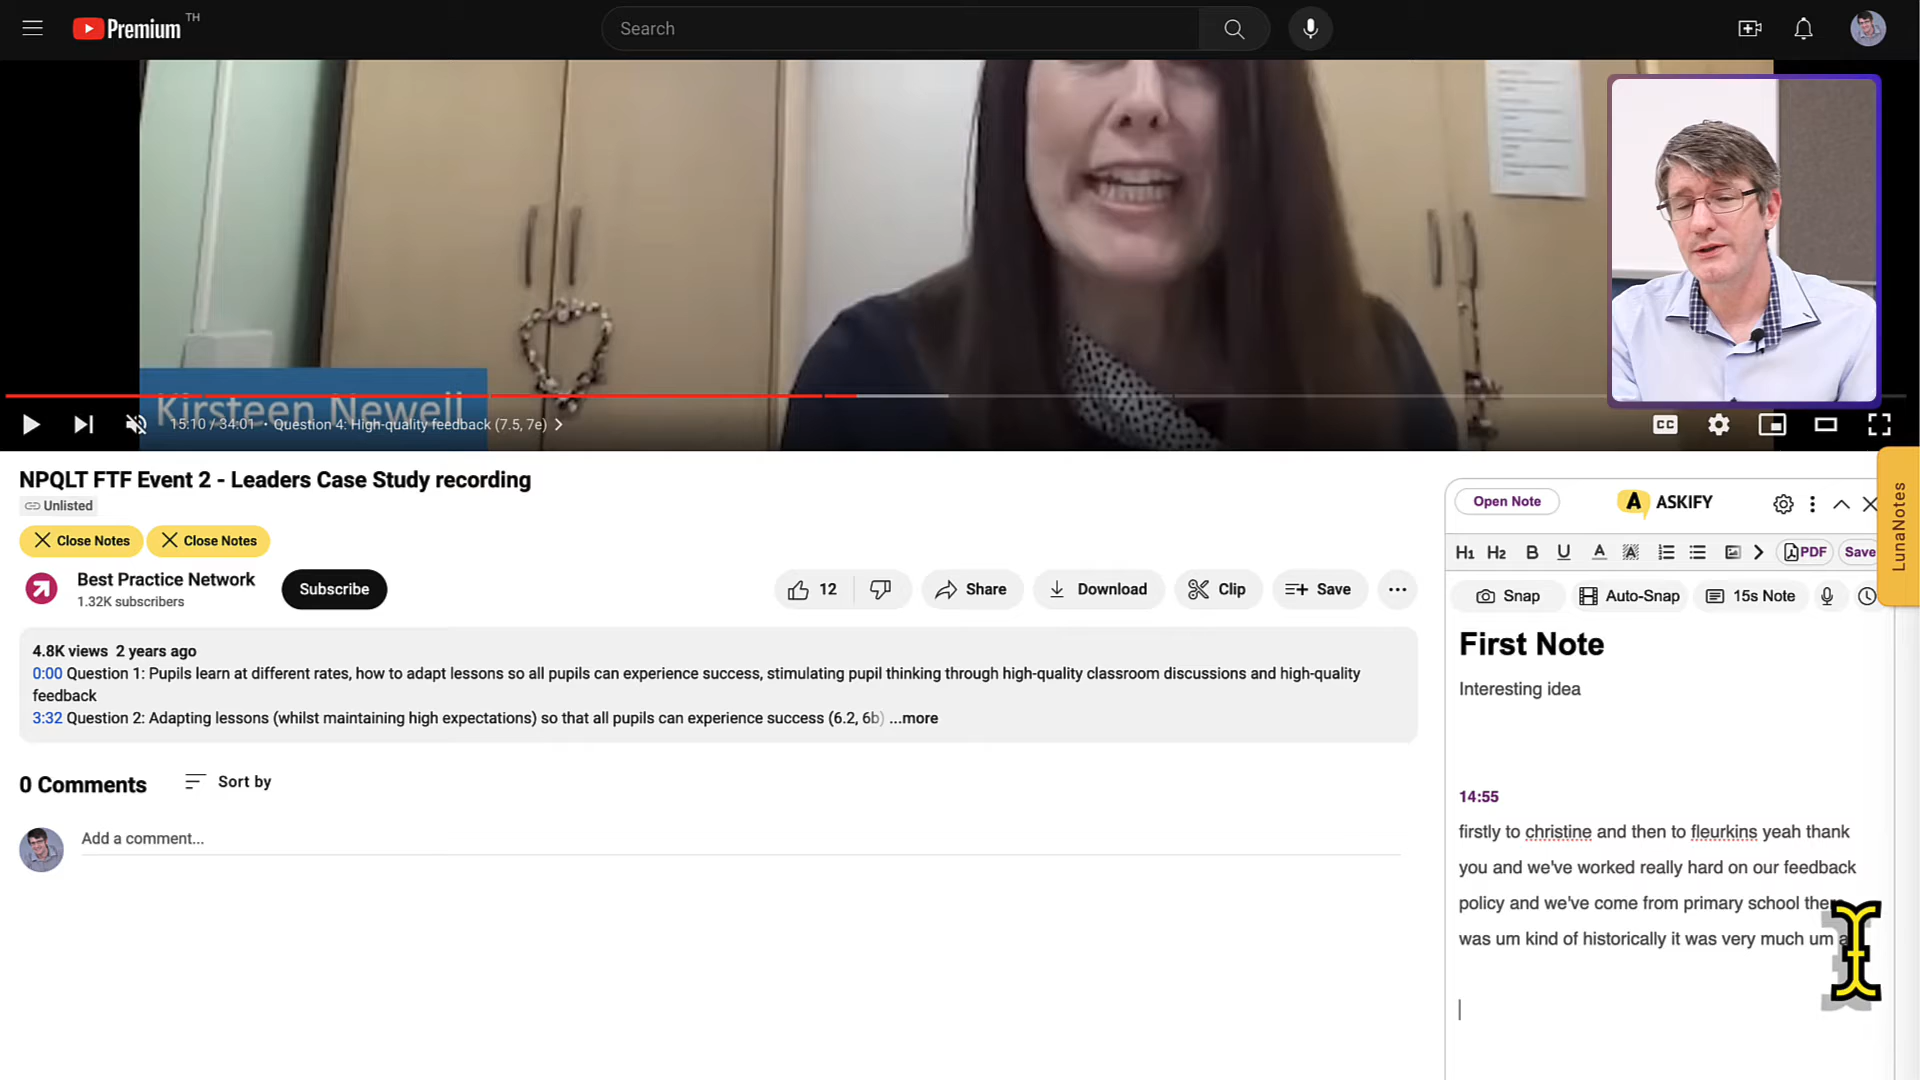 Premium TH
Search
Kirsteen Newell
15:10 / 34:01 • Question 4: High-quality feedback (7.5, 7e)
CC
NPQLT FTF Event 2 - Leaders Case Study recording
Unlisted
Close Notes Close Notes
Best Practice Network
1.32K subscribers
Subscribe
12 Share Download Clip Save
4.8K views 2 years ago
0:00 Question 1: Pupils learn at different rates, how to adapt lessons so all pupils can experience success, stimulating pupil thinking through high-quality classroom discussions and high-quality
feedback
3:32 Question 2: Adapting lessons (whilst maintaining high expectations) so that all pupils can experience success (6.2, 6b) ...more
0 Comments Sort by
Add a comment...
Open Note A ASKIFY
H1 H2 B U A A PDF Save
Snap Auto-Snap 15s Note
LunaNotes
First Note
Interesting idea
14:55
firstly to christine and then to fleurkins yeah thank
you and we've worked really hard on our feedback
policy and we've come from primary school there
was um kind of historically it was very much um a